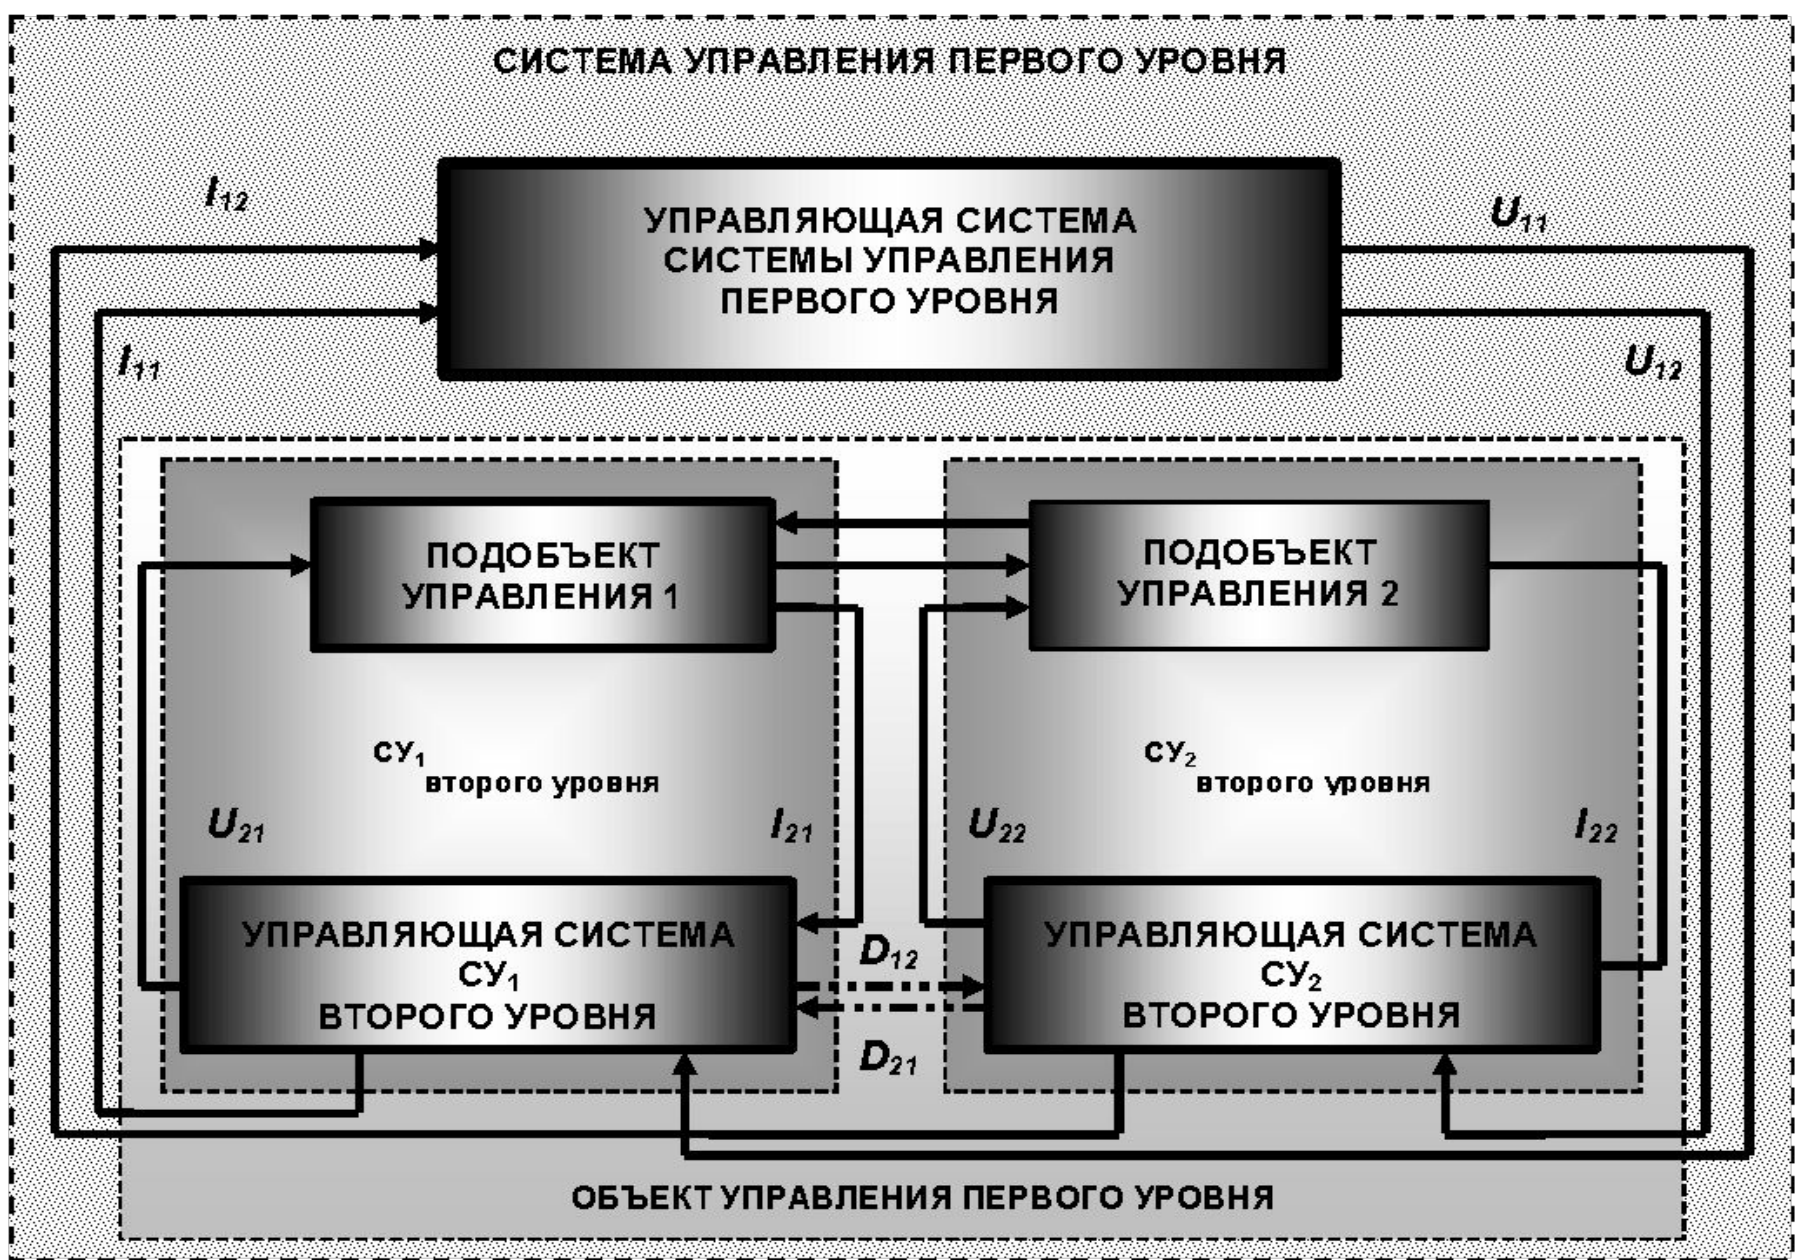 СИСТЕМА УПРАВЛЕНИЯ ПЕРВОГО УРОВНЯ
I12
U11
УПРАВЛЯЮЩАЯ СИСТЕМА
СИСТЕМЫ УПРАВЛЕНИЯ
ПЕРВОГО УРОВНЯ
I11
U12
ПОДОБЪЕКТ
УПРАВЛЕНИЯ 1
ПОДОБЪЕКТ
УПРАВЛЕНИЯ 2
СУ1
второго уровня
СУ2
второго уровня
U21
I21
U22
I22
УПРАВЛЯЮЩАЯ СИСТЕМА
СУ1
ВТОРОГО УРОВНЯ
D12
D21
УПРАВЛЯЮЩАЯ СИСТЕМА
СУ2
ВТОРОГО УРОВНЯ
ОБЪЕКТ УПРАВЛЕНИЯ ПЕРВОГО УРОВНЯ